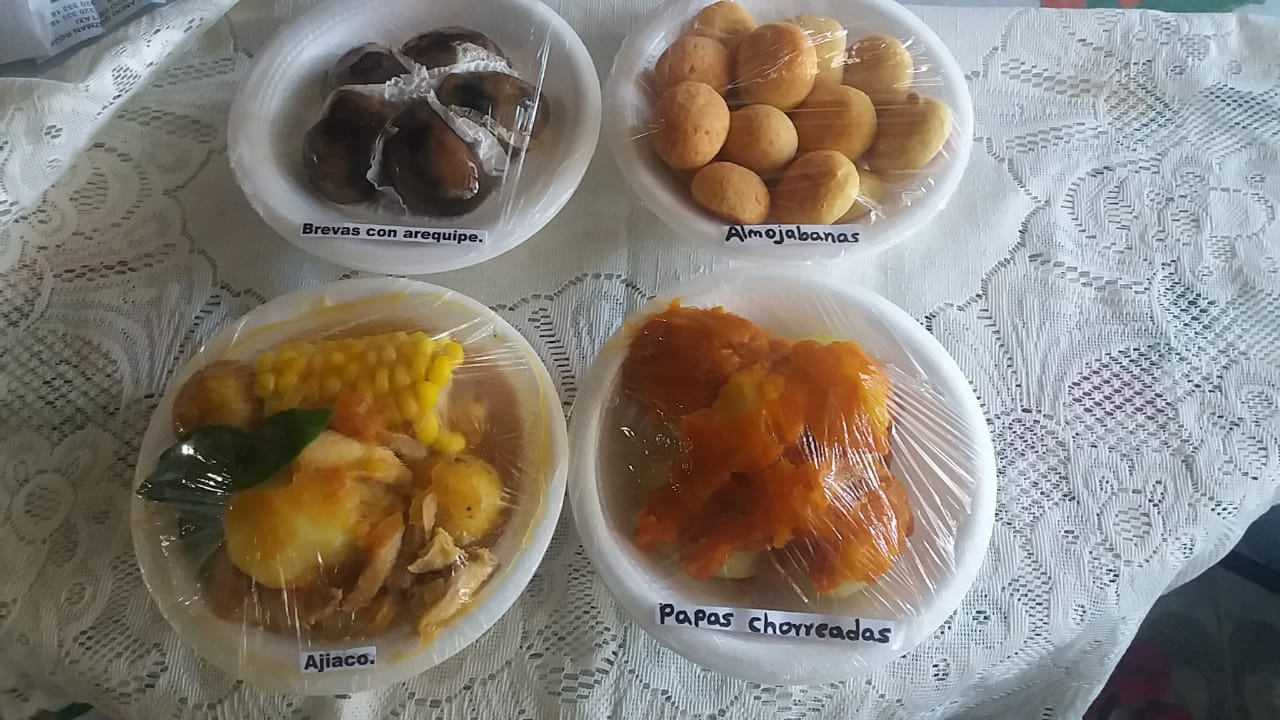 Brevas con arequipe.
Almojabanas
Ajiaco.
Papas chorreadas